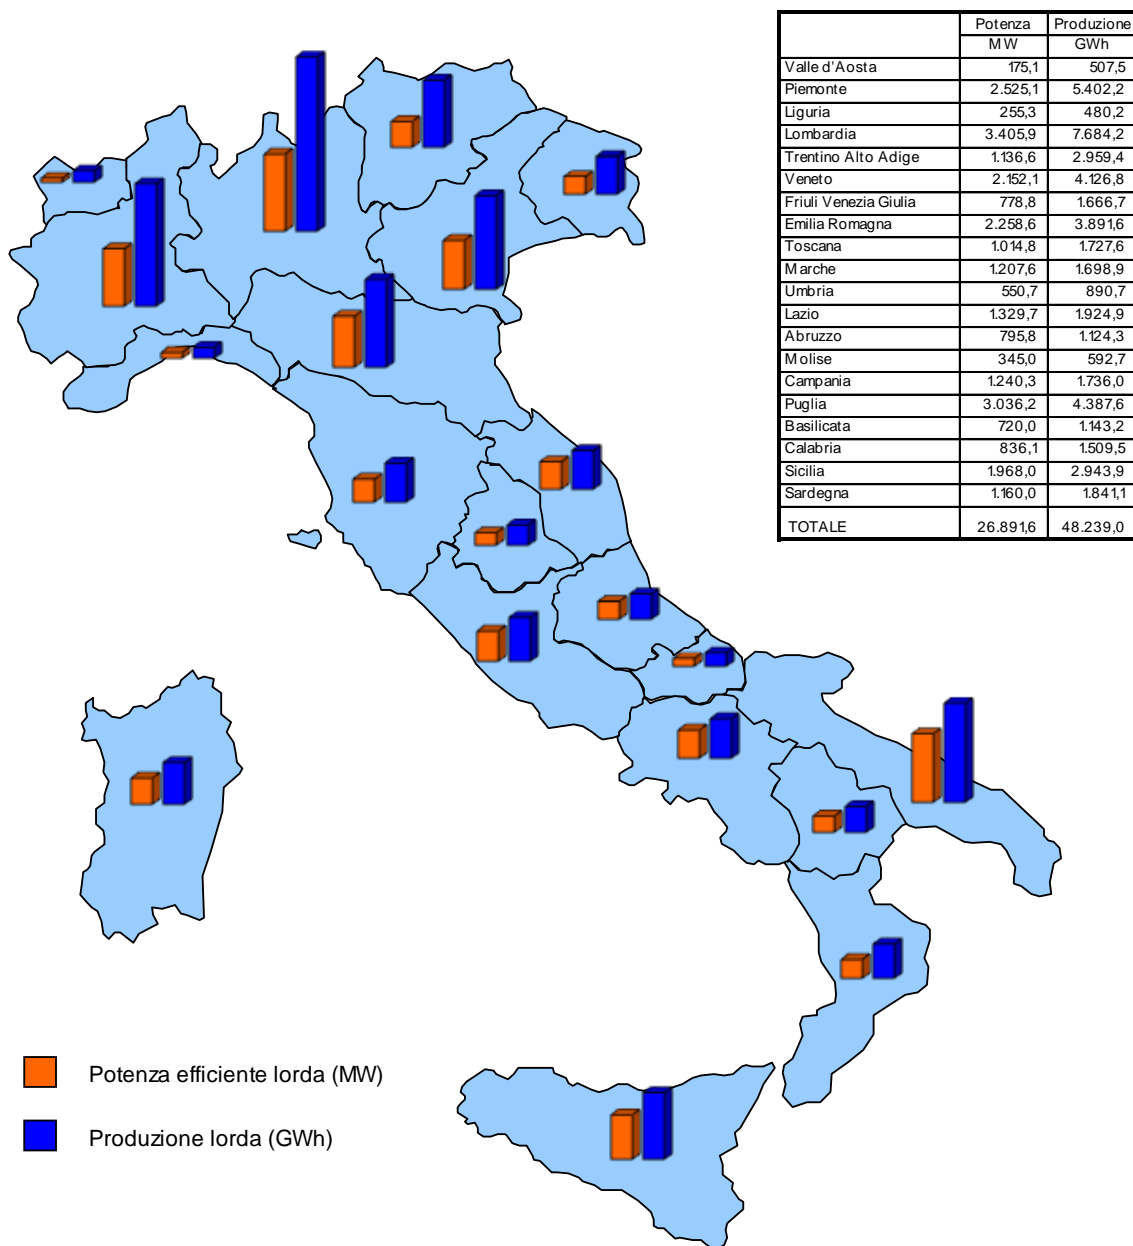 Potenza Produzione
MW GWh
Valle d'Aosta 175,1 507,5
Piemonte 2.525,1 5.402,2
Liguria 255,3 480,2
Lombardia 3.405,9 7.684,2
Trentino Alto Adige 1.136,6 2.959,4
Veneto 2.152,1 4.126,8
Friuli Venezia Giulia 778,8 1.666,7
Emilia Romagna 2.258,6 3.891,6
Toscana 1.014,8 1.727,6
Marche 1.207,6 1.698,9
Umbria 550,7 890,7
Lazio 1.329,7 1.924,9
Abruzzo 795,8 1.124,3
Molise 345,0 592,7
Campania 1.240,3 1.736,0
Puglia 3.036,2 4.387,6
Basilicata 720,0 1.143,2
Calabria 836,1 1.509,5
Sicilia 1.968,0 2.943,9
Sardegna 1.160,0 1.841,1
TOTALE 26.891,6 48.239,0
Potenza efficiente lorda (MW)
Produzione lorda (GWh)